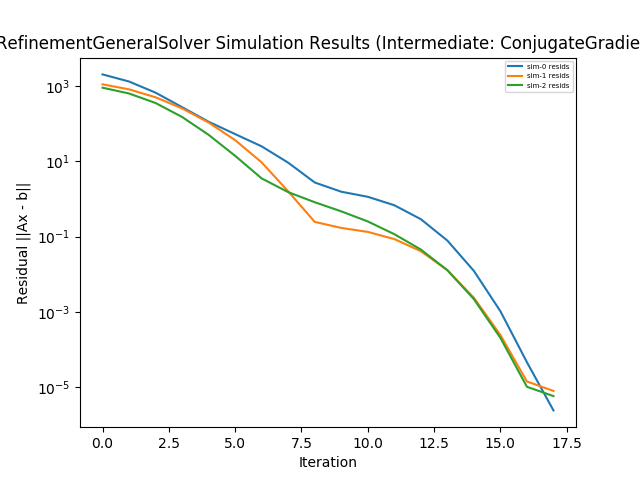 RefinementGeneralSolver Simulation Results (Intermediate: ConjugateGradie
sim-0 resids
sim-1 resids
sim-2 resids
Residual ||Ax - b||
10³
10¹
10⁻¹
10⁻³
10⁻⁵
0.0 2.5 5.0 7.5 10.0 12.5 15.0 17.5
Iteration